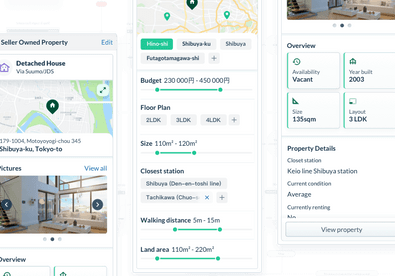 Seller Owned Property Edit
Detached House
Via Suumo/JDS
179-1004, Motoyoyogi-chou 345
Shibuya-ku, Tokyo-to
Pictures View all
Overview
Hino-shi Shibuya-ku Shibuya
Futagotamagawa-shi +
Budget 230 000円 - 450 000円
Floor Plan
2LDK 3LDK 4LDK +
Size 110m² - 120m²
Closest station
Shibuya (Den-en-toshi line)
Tachikawa (Chuo- × +
Walking distance 5m - 15m
Land area 110m² - 220m²
Overview
Availability
Vacant
Year built
2003
Size
135sqm
Layout
3 LDK
Property Details
Closet station
Keio line Shibuya station
Current condition
Average
Currently renting
No
View property